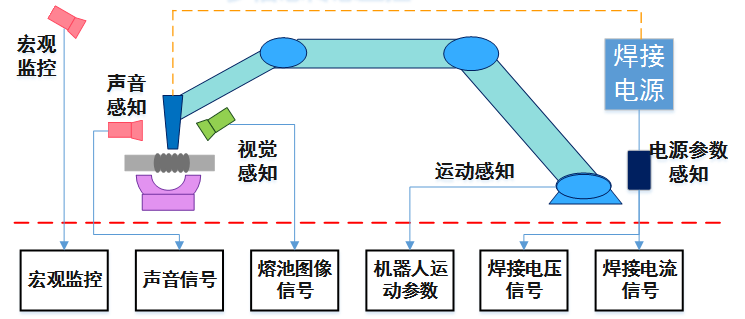 宏观
监控
声音
感知
视觉
感知
运动感知
焊接
电源
电源参数
感知
宏观监控
声音信号
熔池图像
信号
机器人运
动参数
焊接电压
信号
焊接电流
信号